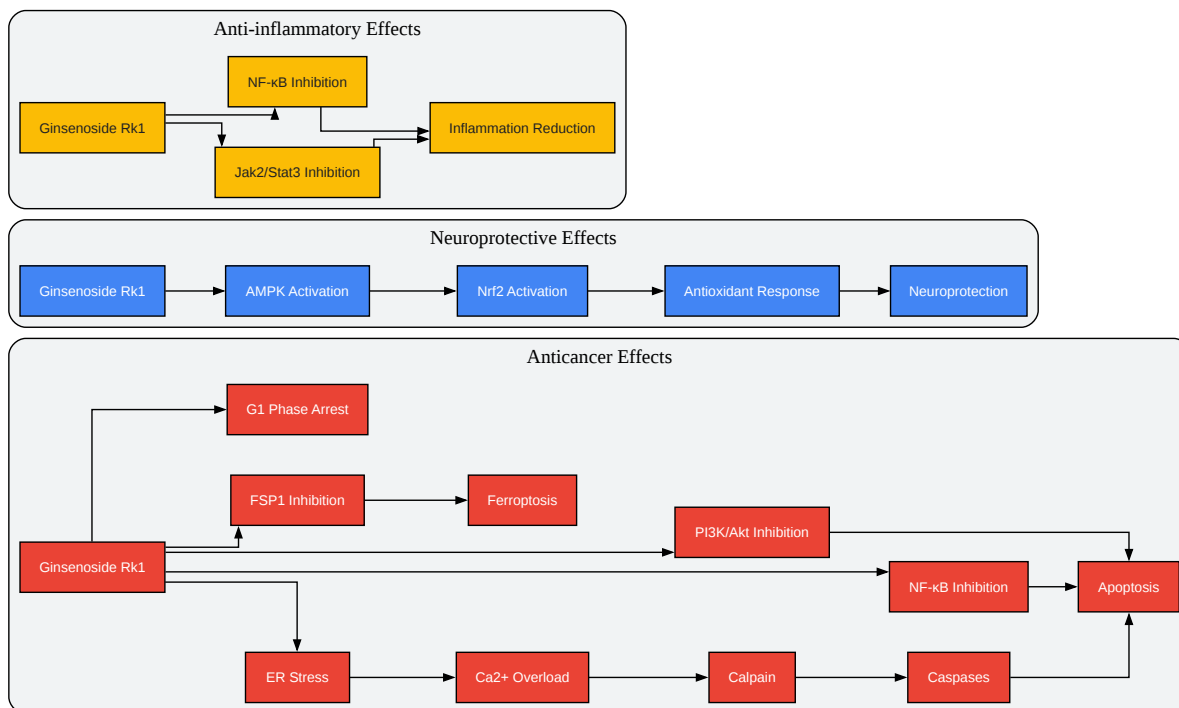 Anti-inflammatory Effects
NF-κB Inhibition
Ginsenoside Rk1
Inflammation Reduction
Jak2/Stat3 Inhibition
Neuroprotective Effects
Ginsenoside Rk1
AMPK Activation
Nrf2 Activation
Antioxidant Response
Neuroprotection
Anticancer Effects
G1 Phase Arrest
FSP1 Inhibition
Ferroptosis
PI3K/Akt Inhibition
Ginsenoside Rk1
NF-κB Inhibition
Apoptosis
ER Stress
Ca2+ Overload
Calpain
Caspases